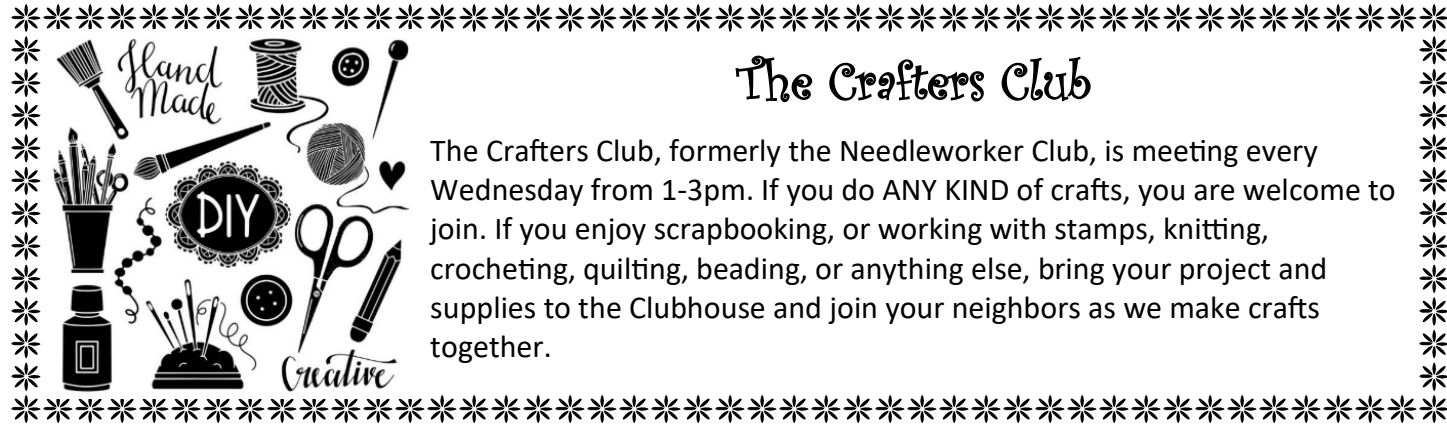 Hand
Made
DIY
Creative
The Crafters Club
The Crafters Club, formerly the Needleworker Club, is meeting every
Wednesday from 1-3pm. If you do ANY KIND of crafts, you are welcome to
join. If you enjoy scrapbooking, or working with stamps, knitting,
crocheting, quilting, beading, or anything else, bring your project and
supplies to the Clubhouse and join your neighbors as we make crafts
together.